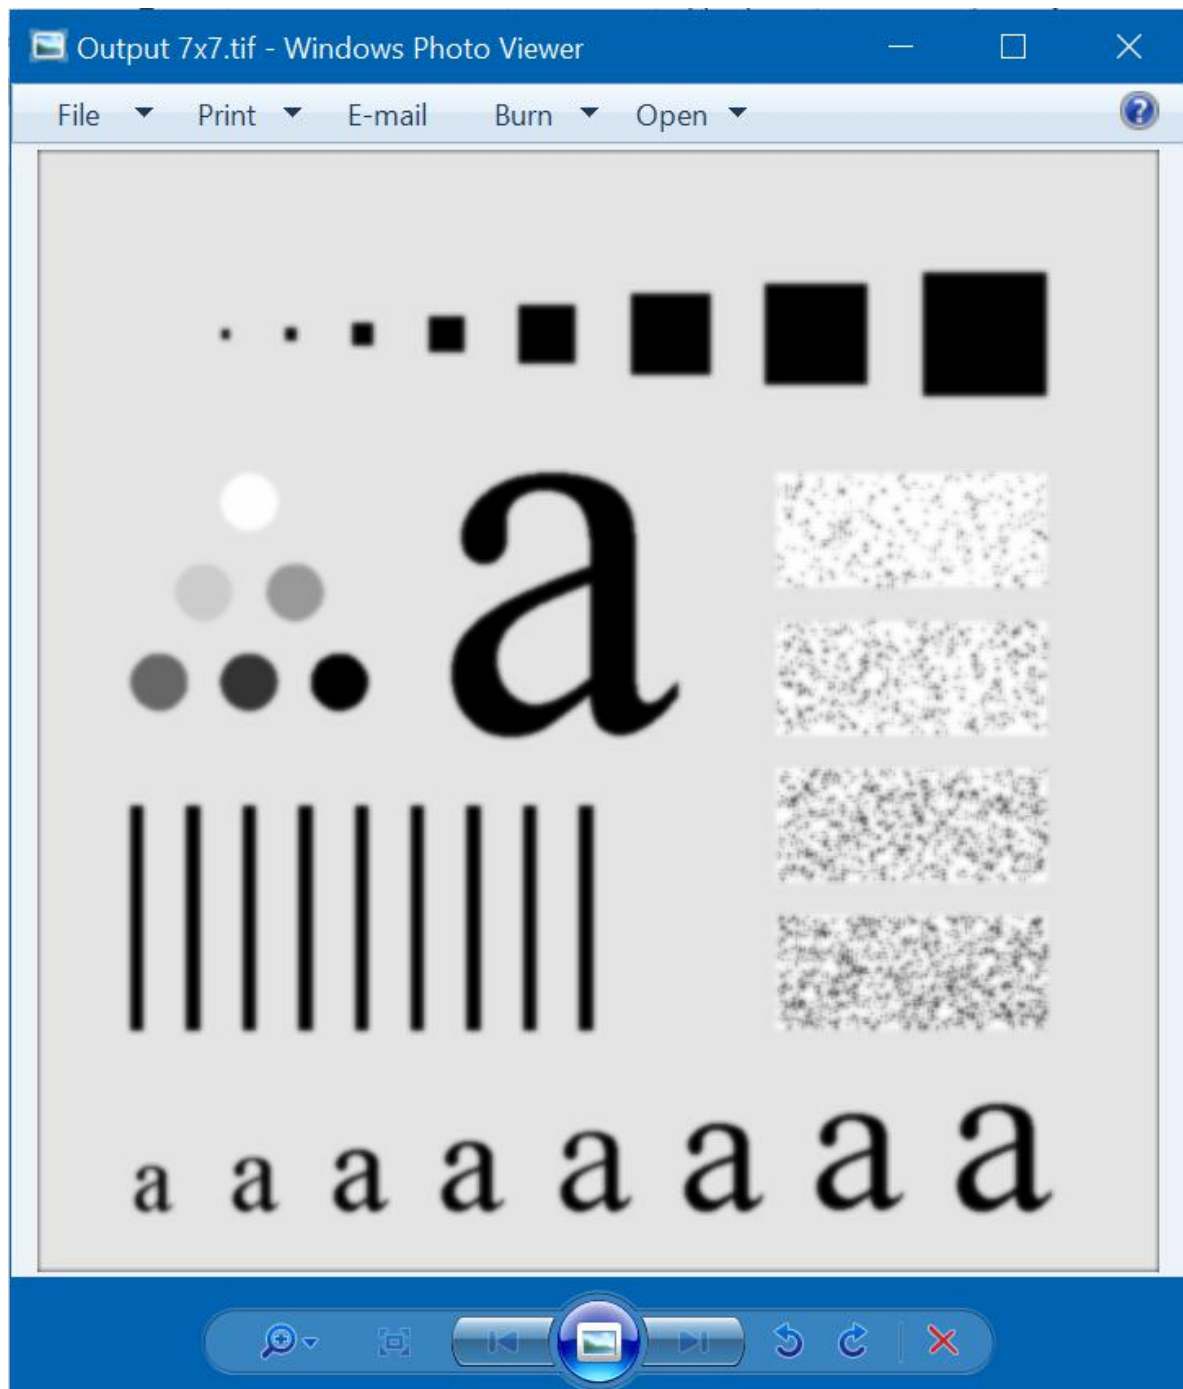 Output 7x7.tif - Windows Photo Viewer
File Print E-mail Burn Open ?
a
a a a a a a a a